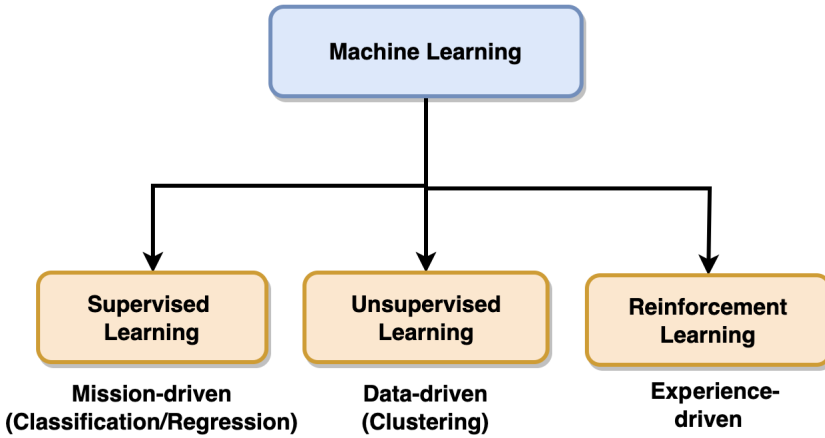 Machine Learning
Supervised
Learning
Unsupervised
Learning
Reinforcement
Learning
Mission-driven
(Classification/Regression)
Data-driven
(Clustering)
Experience-
driven